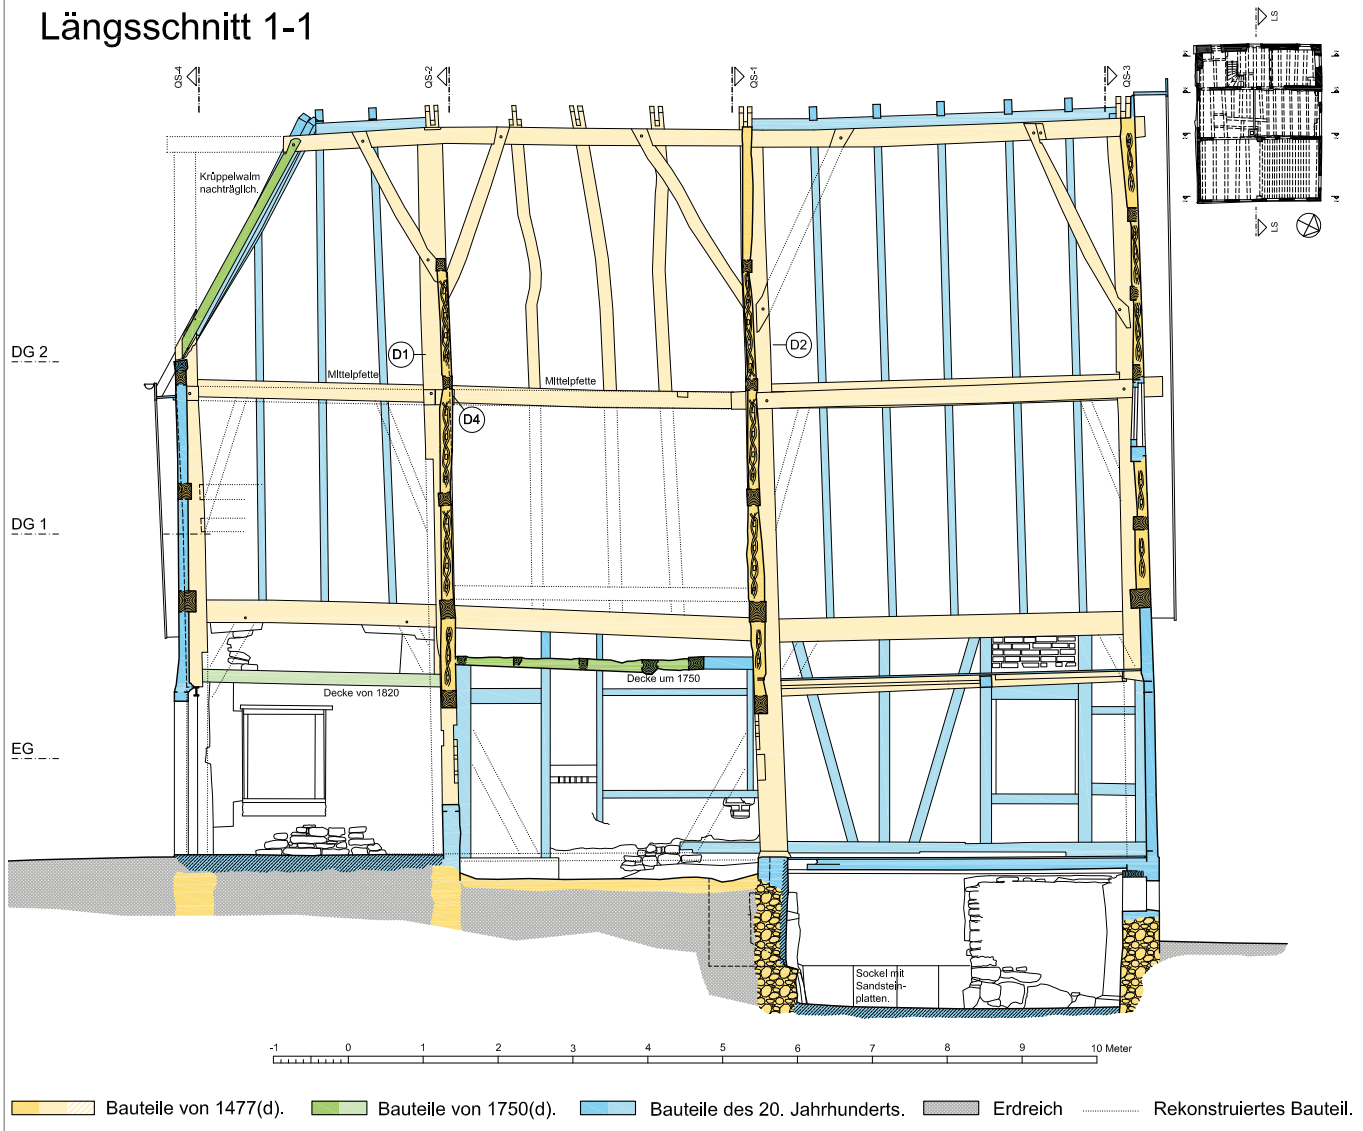 Längsschnitt 1-1
LS
QS-4
QS-2
QS-1
QS-3
Krüppelwalm
nachträglich.
LS
DG 2
D1
D2
Mittelpfette
Mittelpfette
D4
DG 1
Decke von 1820
Decke um 1750
EG
Sockel mit
Sandstein-
platten.
-1 0 1 2 3 4 5 6 7 8 9 10 Meter
Bauteile von 1477(d). Bauteile von 1750(d). Bauteile des 20. Jahrhunderts. Erdreich Rekonstruiertes Bauteil.